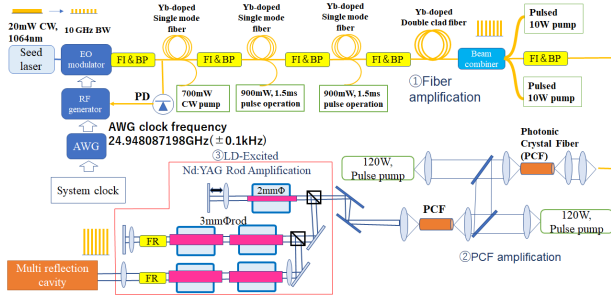 20mW CW,
1064nm
10 GHz BW
Seed
laser
EO
modulator
FI & BP
Yb-doped
Single mode
fiber
FI & BP
Yb-doped
Single mode
fiber
FI & BP
Yb-doped
Single mode
fiber
FI & BP
Yb-doped
Double clad fiber
Beam
combiner
Pulsed
10W pump
FI & BP
Pulsed
10W pump
①Fiber
amplification
RF
generator
PD
700mW
CW pump
900mW, 1.5ms
pulse operation
900mW, 1.5ms
pulse operation
AWG
AWG clock frequency
24.948087198GHz(±0.1kHz)
System clock
③LD-Excited
Nd:YAG Rod Amplification
2mmΦ
3mmΦrod
FR
FR
Multi reflection
cavity
120W,
Pulse pump
Photonic
Crystal Fiber
(PCF)
PCF
120W,
Pulse pump
②PCF amplification